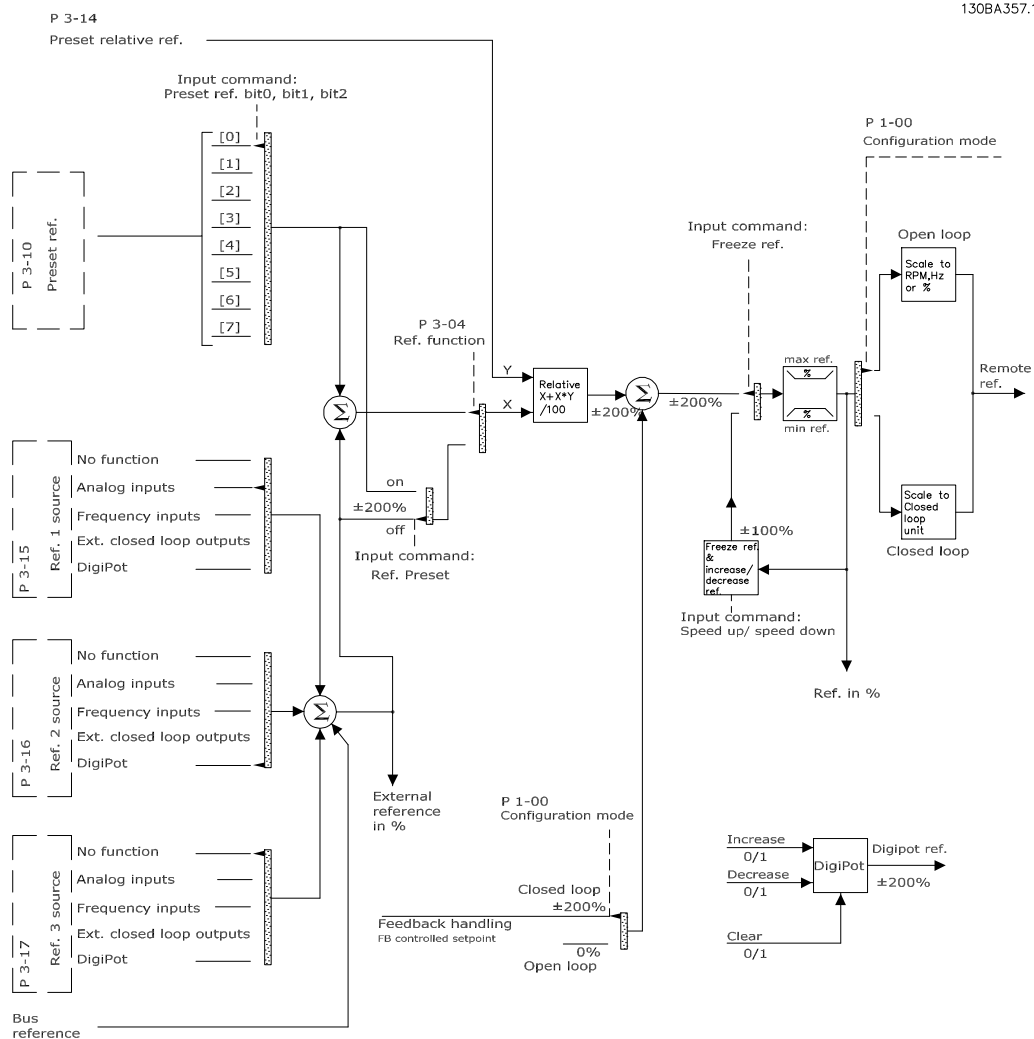 130BA357.1
P 3-14
Preset relative ref.
Input command:
Preset ref. bit0, bit1, bit2
P 3-10
Preset ref.
[0]
[1]
[2]
[3]
[4]
[5]
[6]
[7]
P 1-00
Configuration mode
Input command:
Freeze ref.
Open loop
Scale to
RPM,Hz
or %
P 3-04
Ref. function
Y
X
Relative
X+X*Y
/100
±200%
Σ
±200%
max ref.
%
%
min ref.
Remote
ref.
Σ
on
±200%
off
Input command:
Ref. Preset
Scale to
Closed
loop
unit
Closed loop
±100%
Freeze ref.
&
increase/
decrease
ref.
Input command:
Speed up/ speed down
Ref. in %
P 3-15
Ref. 1 source
No function
Analog inputs
Frequency inputs
Ext. closed loop outputs
DigiPot
P 3-16
Ref. 2 source
No function
Analog inputs
Frequency inputs
Ext. closed loop outputs
DigiPot
Σ
External
reference
in %
P 3-17
Ref. 3 source
No function
Analog inputs
Frequency inputs
Ext. closed loop outputs
DigiPot
Bus
reference
P 1-00
Configuration mode
Closed loop
±200%
Feedback handling
FB controlled setpoint
0%
Open loop
Increase
0/1
Decrease
0/1
Clear
0/1
DigiPot
Digipot ref.
±200%